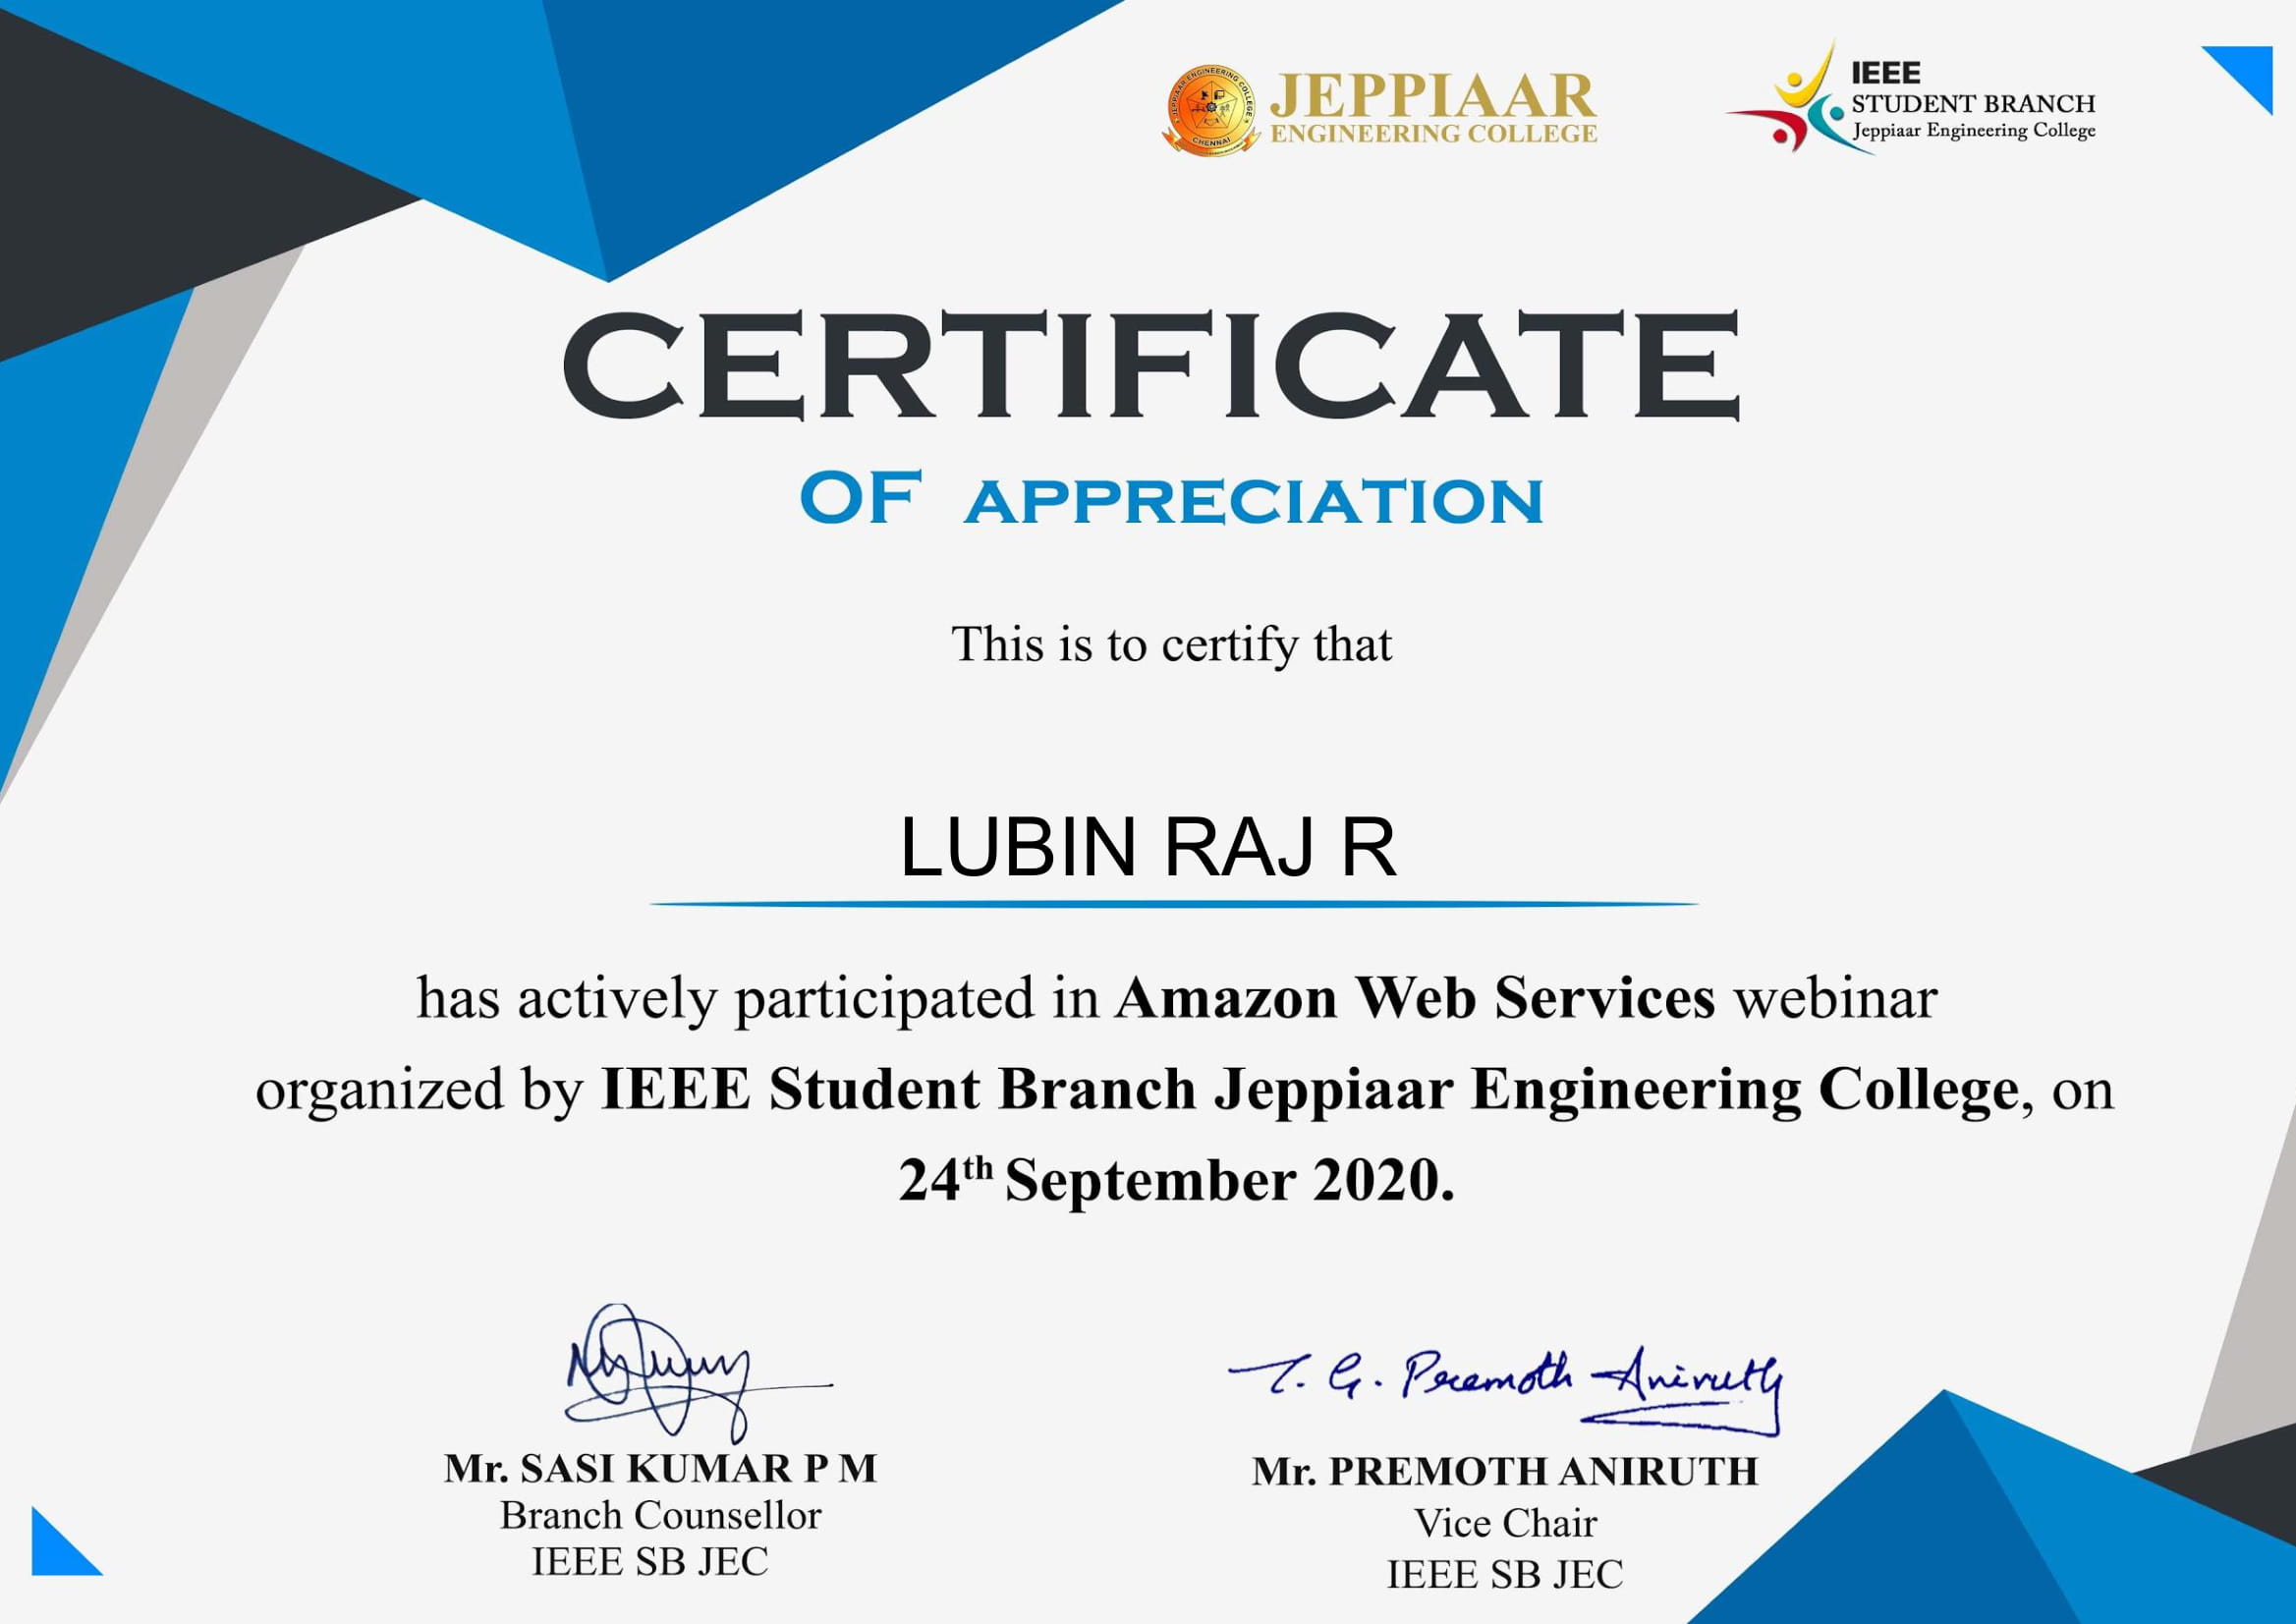 JEPPIAAR ENGINEERING COLLEGE
CHENNAI
JEPPIAAR
ENGINEERING COLLEGE
IEEE
STUDENT BRANCH
Jeppiaar Engineering College
CERTIFICATE
OF APPRECIATION
This is to certify that
LUBIN RAJ R
has actively participated in Amazon Web Services webinar
organized by IEEE Student Branch Jeppiaar Engineering College, on
24th September 2020.
T. G. Premoth Aniruth
Mr. SASI KUMAR P M
Branch Counsellor
IEEE SB JEC
Mr. PREMOTH ANIRUTH
Vice Chair
IEEE SB JEC